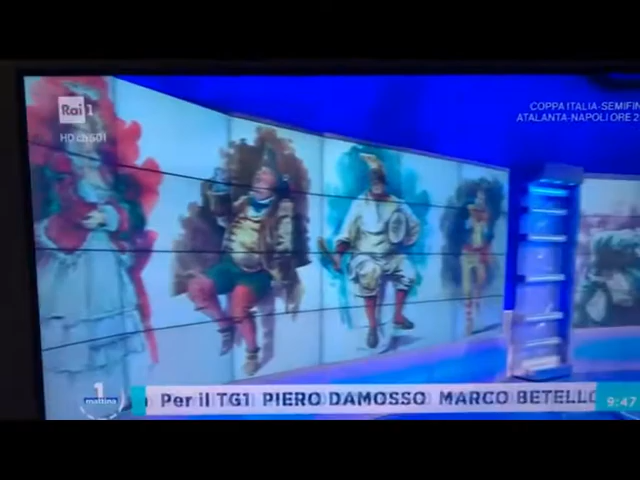 Rai 1
HD ch501
COPPA ITALIA-SEMIFIN
ATALANTA-NAPOLI ORE 2
1
mattina
Per il TG1 PIERO DAMOSSO MARCO BETELLO
9:47